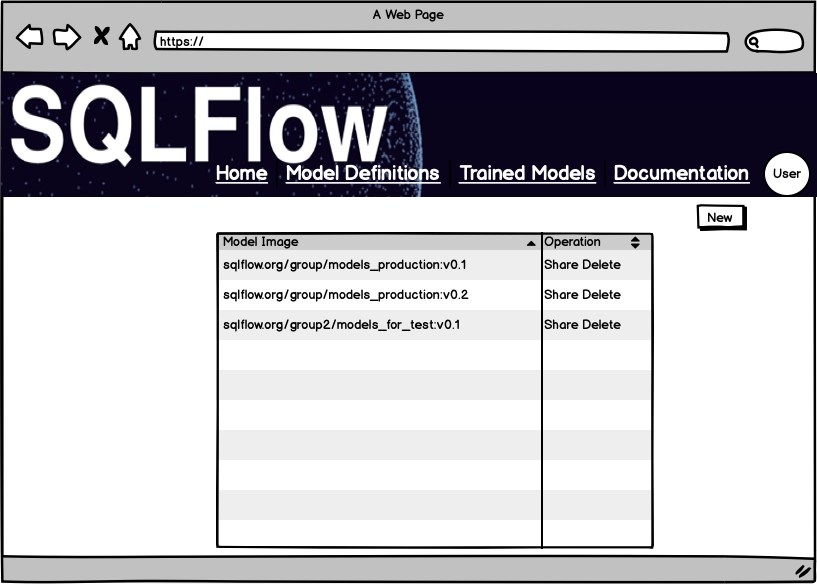 A Web Page
https://
SQLFlow
Home Model Definitions Trained Models Documentation User
New
Model Image Operation
sqlflow.org/group/models_production:v0.1 Share Delete
sqlflow.org/group/models_production:v0.2 Share Delete
sqlflow.org/group2/models_for_test:v0.1 Share Delete